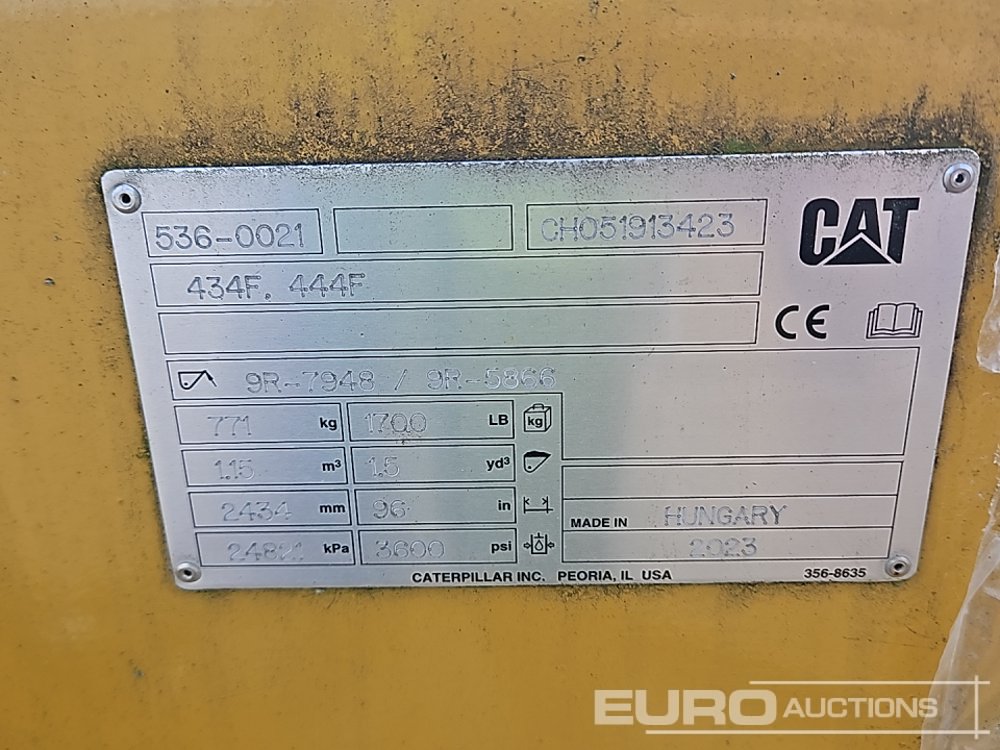 536-0021 CH051913423 CAT
434F. 444F
CE
9R-7948 / 9R-5866
771 kg 1700 LB kg
1.15 m³ 1.5 yd³
2434 mm 96 in
MADE IN HUNGARY
24821 kPa 3600 psi 2023
CATERPILLAR INC. PEORIA, IL USA 356-8635
EURO AUCTIONS